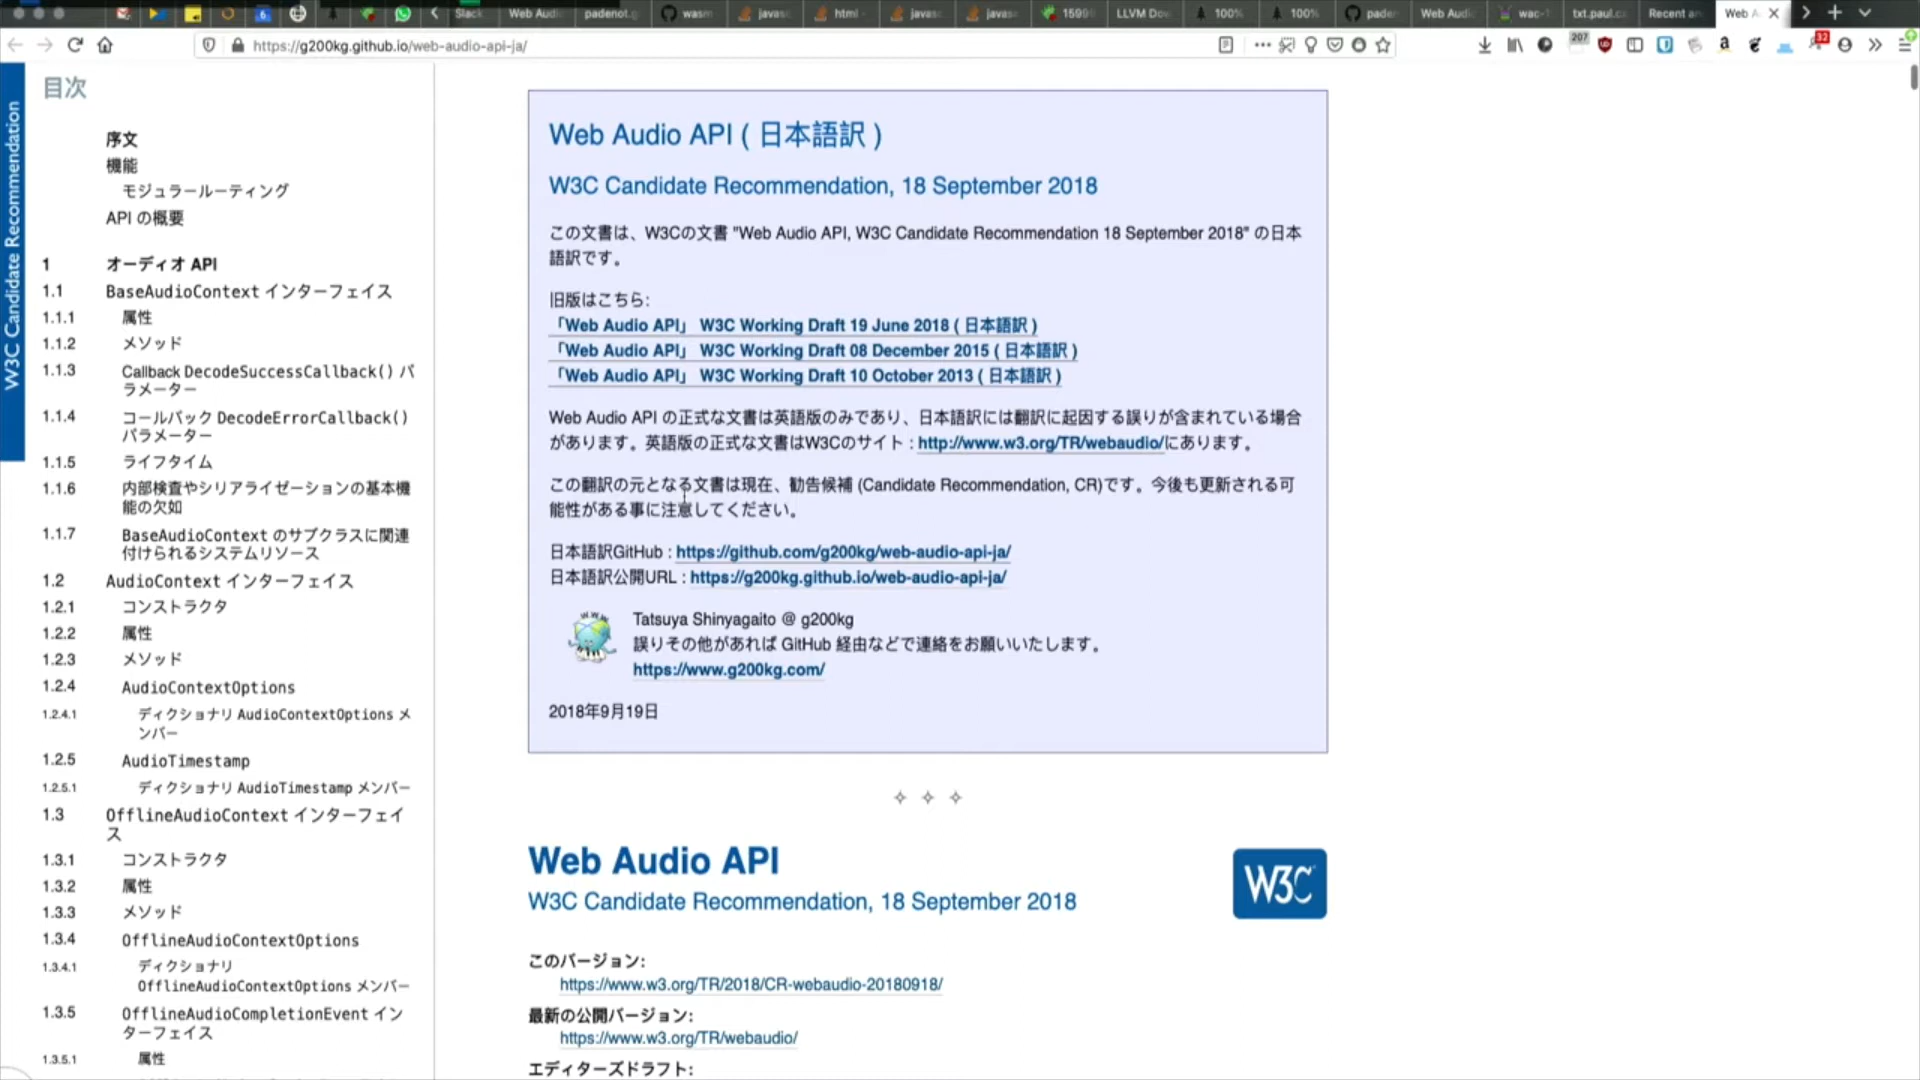 Slack
Web Audi
padenot.g
wasm
javas
html -
javas
javas
1599
LLVM Dov
100%
100%
pade
Web Audi
wac-
txt.paul.c
Recent an
Web A
https://g200kg.github.io/web-audio-api-ja/
207
32
W3C Candidate Recommendation
目次
序文
機能
モジュラールーティング
API の概要
1 オーディオ API
1.1 BaseAudioContext インターフェイス
1.1.1 属性
1.1.2 メソッド
1.1.3 Callback DecodeSuccessCallback() パ
ラメーター
1.1.4 コールバック DecodeErrorCallback()
パラメーター
1.1.5 ライフタイム
1.1.6 内部検査やシリアライゼーションの基本機
能の欠如
1.1.7 BaseAudioContext のサブクラスに関連
付けられるシステムリソース
1.2 AudioContext インターフェイス
1.2.1 コンストラクタ
1.2.2 属性
1.2.3 メソッド
1.2.4 AudioContextOptions
1.2.4.1 ディクショナリ AudioContextOptions メ
ンバー
1.2.5 AudioTimestamp
1.2.5.1 ディクショナリ AudioTimestamp メンバー
1.3 OfflineAudioContext インターフェイ
ス
1.3.1 コンストラクタ
1.3.2 属性
1.3.3 メソッド
1.3.4 OfflineAudioContextOptions
1.3.4.1 ディクショナリ
OfflineAudioContextOptions メンバー
1.3.5 OfflineAudioCompletionEvent イン
ターフェイス
1.3.5.1 属性
Web Audio API ( 日本語訳 )
W3C Candidate Recommendation, 18 September 2018
この文書は、W3Cの文書 "Web Audio API, W3C Candidate Recommendation 18 September 2018" の日本
語訳です。
旧版はこちら:
「Web Audio API」 W3C Working Draft 19 June 2018 ( 日本語訳 )
「Web Audio API」 W3C Working Draft 08 December 2015 ( 日本語訳 )
「Web Audio API」 W3C Working Draft 10 October 2013 ( 日本語訳 )
Web Audio API の正式な文書は英語版のみであり、日本語訳には翻訳に起因する誤りが含まれている場合
があります。英語版の正式な文書はW3Cのサイト : http://www.w3.org/TR/webaudio/にあります。
この翻訳の元となる文書は現在、勧告候補 (Candidate Recommendation, CR)です。今後も更新される可
能性がある事に注意してください。
日本語訳GitHub : https://github.com/g200kg/web-audio-api-ja/
日本語訳公開URL : https://g200kg.github.io/web-audio-api-ja/
Tatsuya Shinyagaito @ g200kg
誤りその他があれば GitHub 経由などで連絡をお願いいたします。
https://www.g200kg.com/
2018年9月19日
Web Audio API
W3C
W3C Candidate Recommendation, 18 September 2018
このバージョン:
https://www.w3.org/TR/2018/CR-webaudio-20180918/
最新の公開バージョン:
https://www.w3.org/TR/webaudio/
エディターズドラフト: